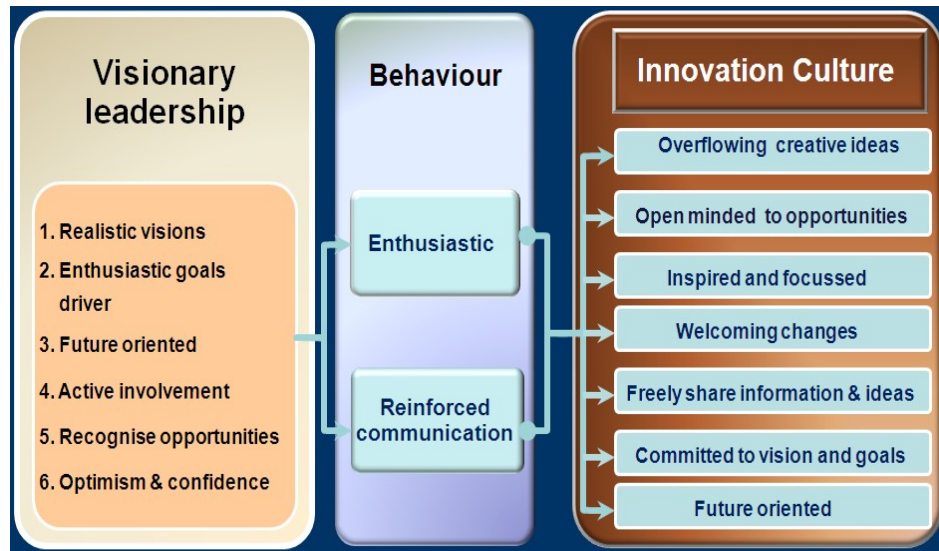 Visionary
leadership
1. Realistic visions
2. Enthusiastic goals
driver
3. Future oriented
4. Active involvement
5. Recognise opportunities
6. Optimism & confidence
Behaviour
Enthusiastic
Reinforced
communication
Innovation Culture
Overflowing creative ideas
Open minded to opportunities
Inspired and focussed
Welcoming changes
Freely share information & ideas
Committed to vision and goals
Future oriented